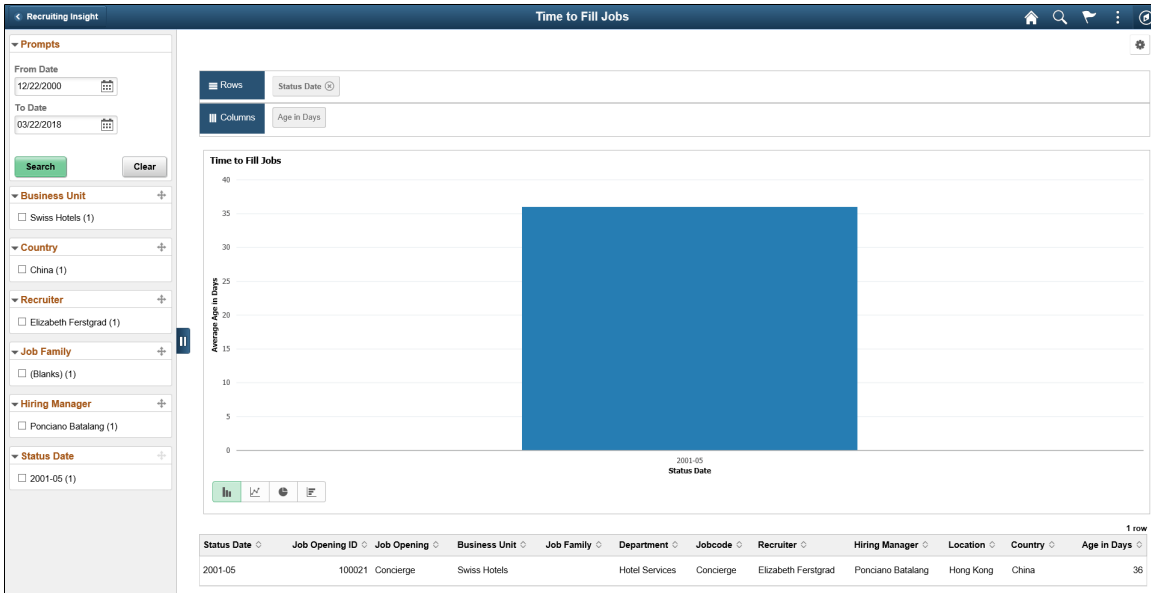 Recruiting Insight
Time to Fill Jobs
Prompts
From Date
12/22/2000
To Date
03/22/2018
Search Clear
Business Unit
Swiss Hotels (1)
Country
China (1)
Recruiter
Elizabeth Ferstgrad (1)
Job Family
(Blanks) (1)
Hiring Manager
Ponciano Batalang (1)
Status Date
2001-05 (1)
Rows Status Date
Columns Age in Days
Time to Fill Jobs
40
35
30
25
20
15
10
5
0
Average Age in Days
2001-05
Status Date
1 row
Status Date Job Opening ID Job Opening Business Unit Job Family Department Jobcode Recruiter Hiring Manager Location Country Age in Days
2001-05 100021 Concierge Swiss Hotels Hotel Services Concierge Elizabeth Ferstgrad Ponciano Batalang Hong Kong China 36